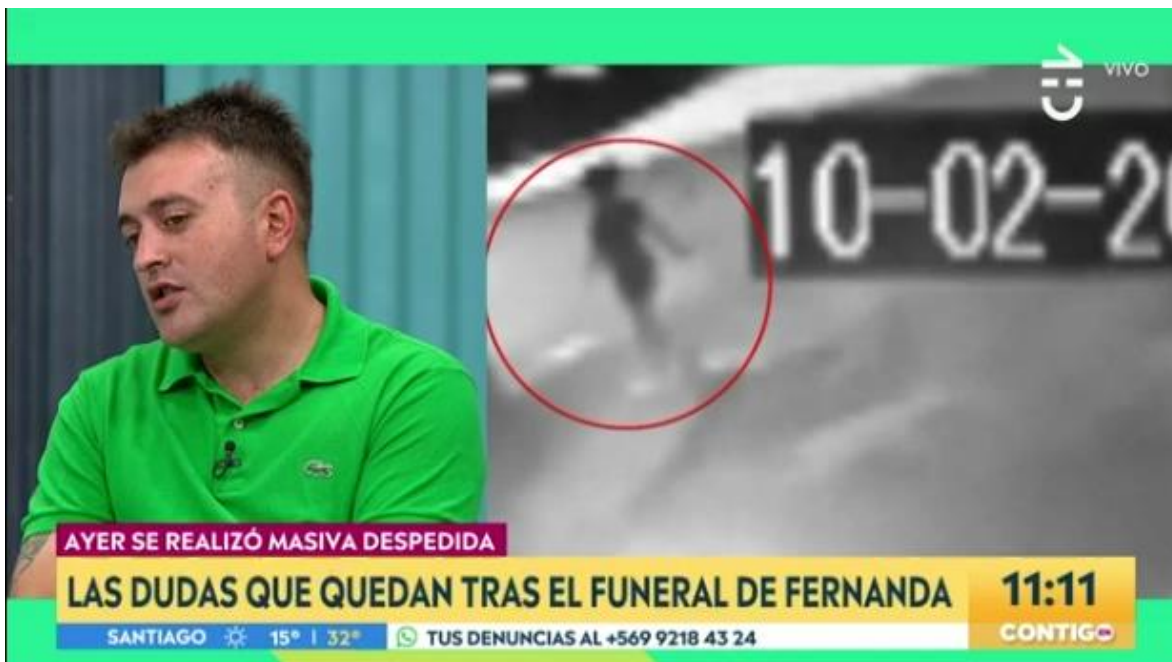 CHV
VIVO
10-02-20
AYER SE REALIZÓ MASIVA DESPEDIDA
LAS DUDAS QUE QUEDAN TRAS EL FUNERAL DE FERNANDA
11:11
SANTIAGO 15° | 32° TUS DENUNCIAS AL +569 9218 43 24
CONTIGO